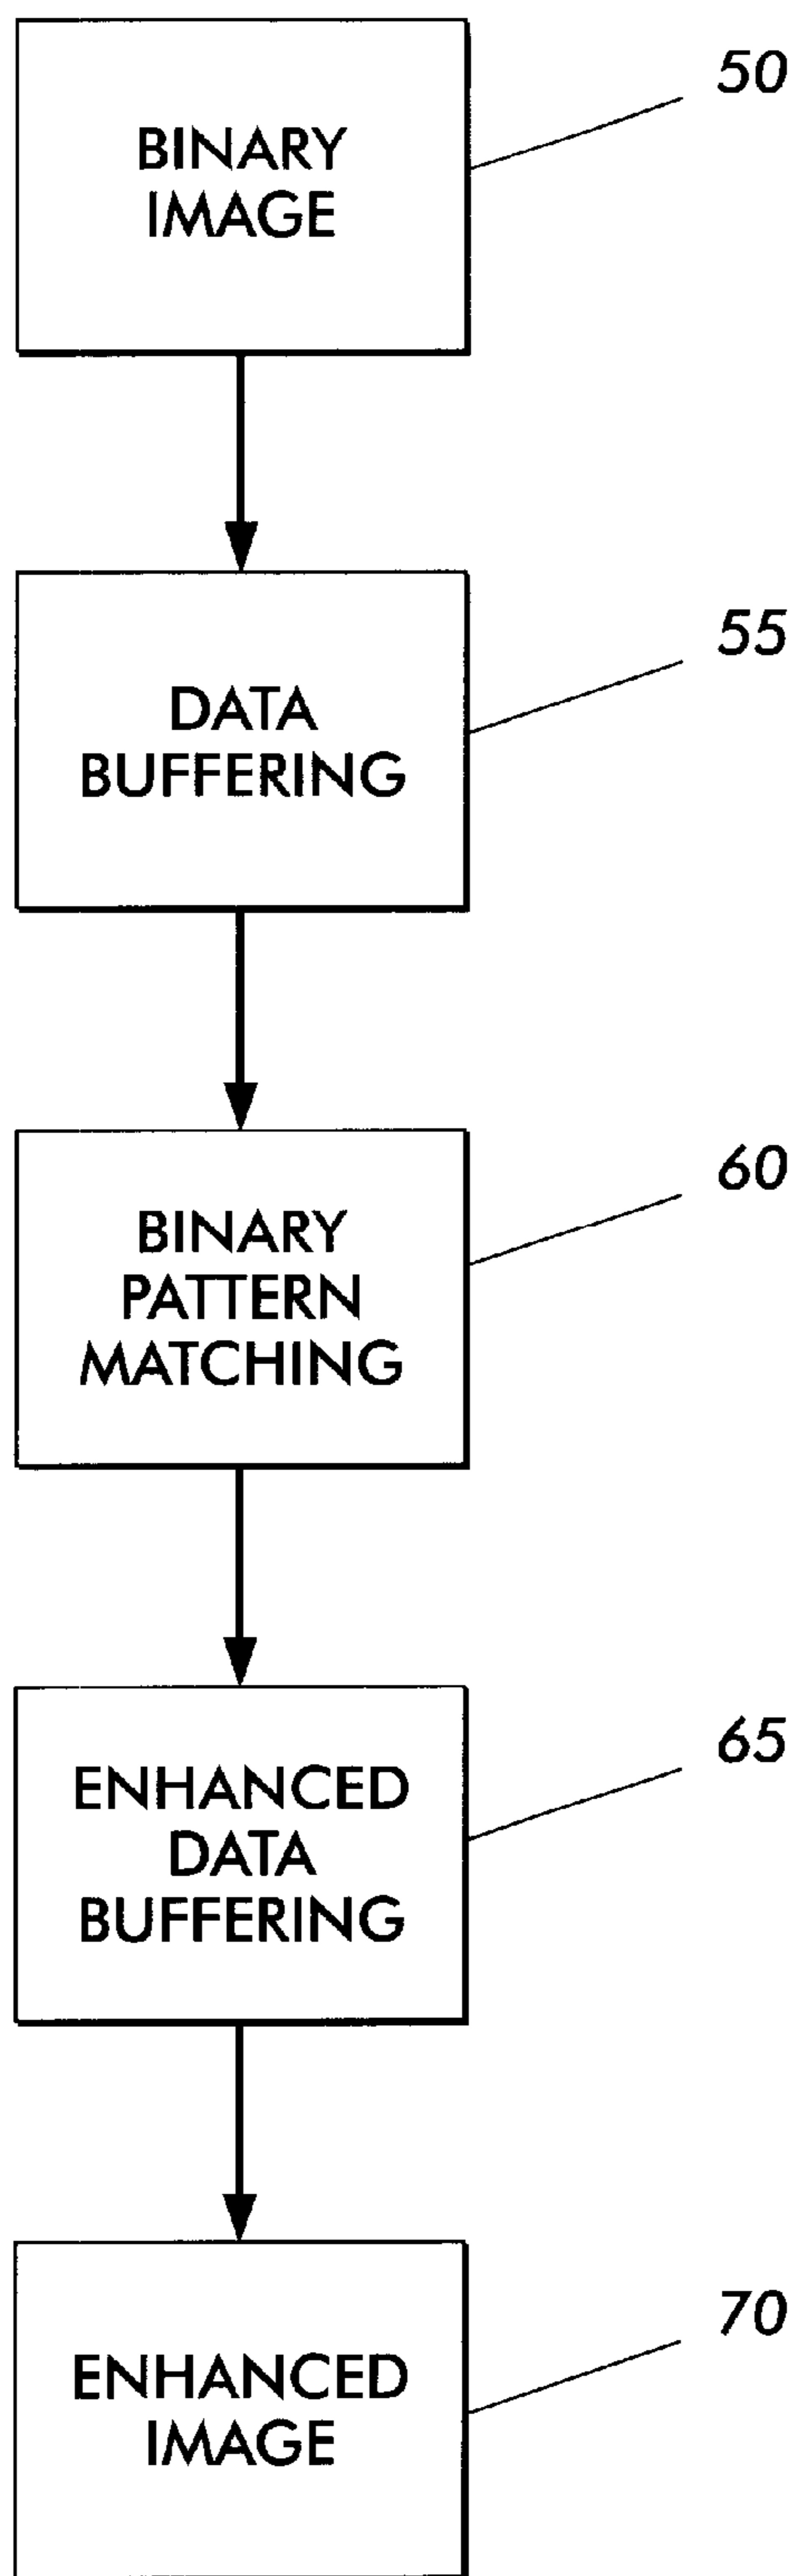 BINARY
IMAGE
50
DATA
BUFFERING
55
BINARY
PATTERN
MATCHING
60
ENHANCED
DATA
BUFFERING
65
ENHANCED
IMAGE
70